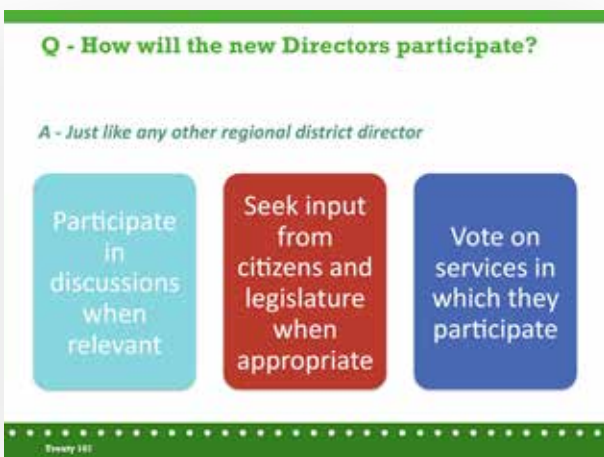 Q - How will the new Directors participate?
A - Just like any other regional district director
Participate
in
discussions
when
relevant
Seek input
from
citizens and
legislature
when
appropriate
Vote on
services in
which they
participate
Treaty 101